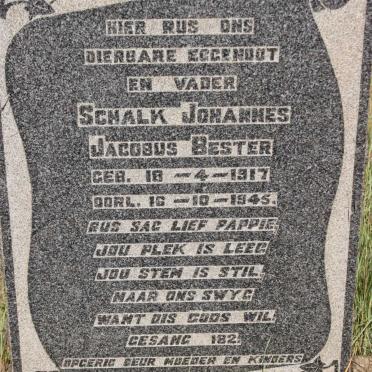 HIER RUS ONS
DIERBARE EGGENOOT
EN VADER
SCHALK JOHANNES
JACOBUS BESTER
GEB. 18-4-1917
OORL. 16-10-1945.
RUS SAG LIEF PAPPIE
JOU PLEK IS LEEG
JOU STEM IS STIL
MAAR ONS SWYG
WANT DIS GODS WIL
GESANG 182.
OPGERIG DEUR MOEDER EN KINDERS